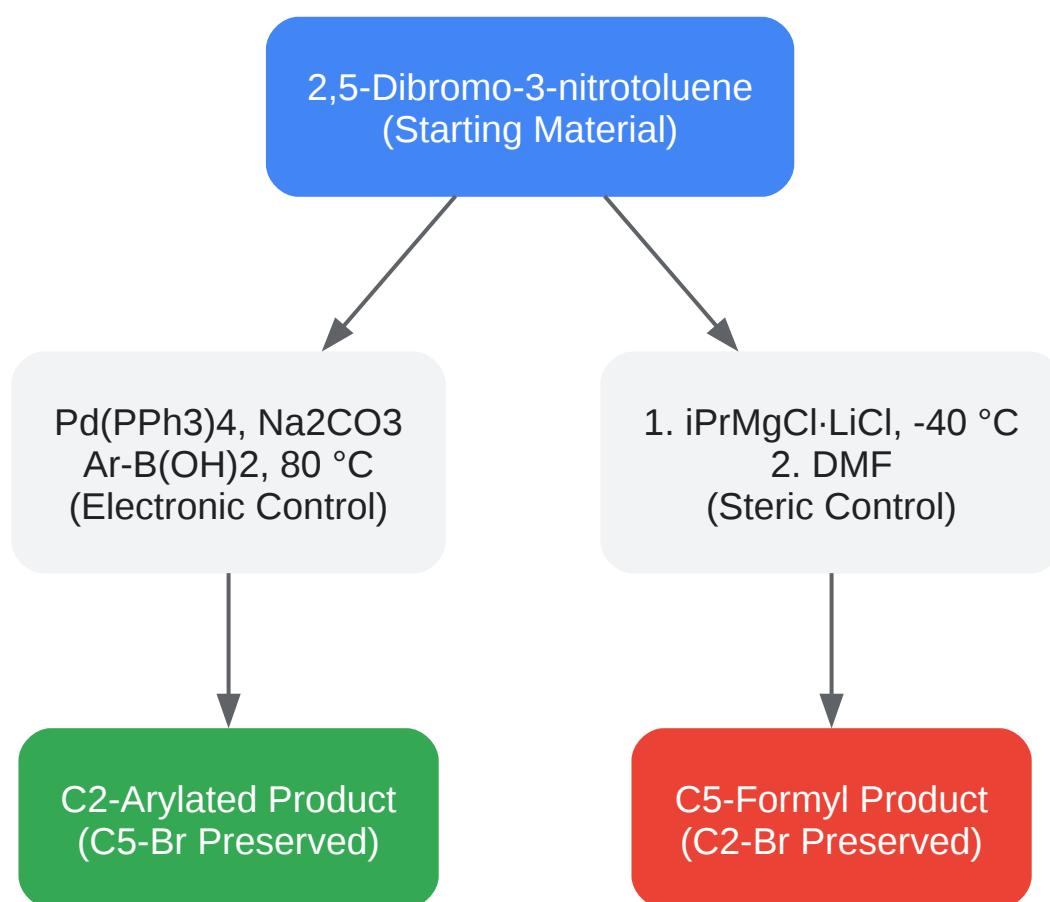 2,5-Dibromo-3-nitrotoluene
(Starting Material)
Pd(PPh3)4, Na2CO3
Ar-B(OH)2, 80 °C
(Electronic Control)
1. iPrMgCl·LiCl, -40 °C
2. DMF
(Steric Control)
C2-Arylated Product
(C5-Br Preserved)
C5-Formyl Product
(C2-Br Preserved)